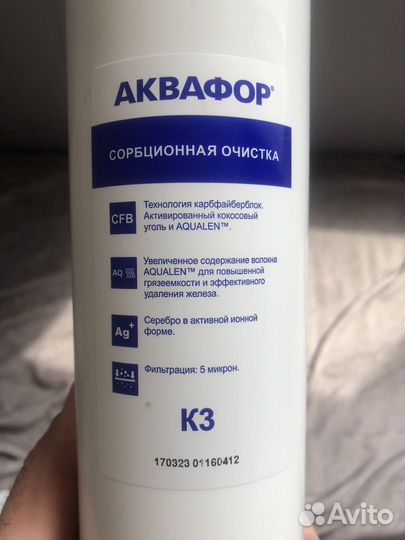 АКВАФОР®
СОРБЦИОННАЯ ОЧИСТКА
CFB
Технология карбфайберблок.
Активированный кокосовый
уголь и AQUALEN™.
AQ
Увеличенное содержание волокна
AQUALEN™ для повышенной
грязеемкости и эффективного
удаления железа.
Ag+
Серебро в активной ионной
форме.
Фильтрация: 5 микрон.
К3
170323 01160412
Avito